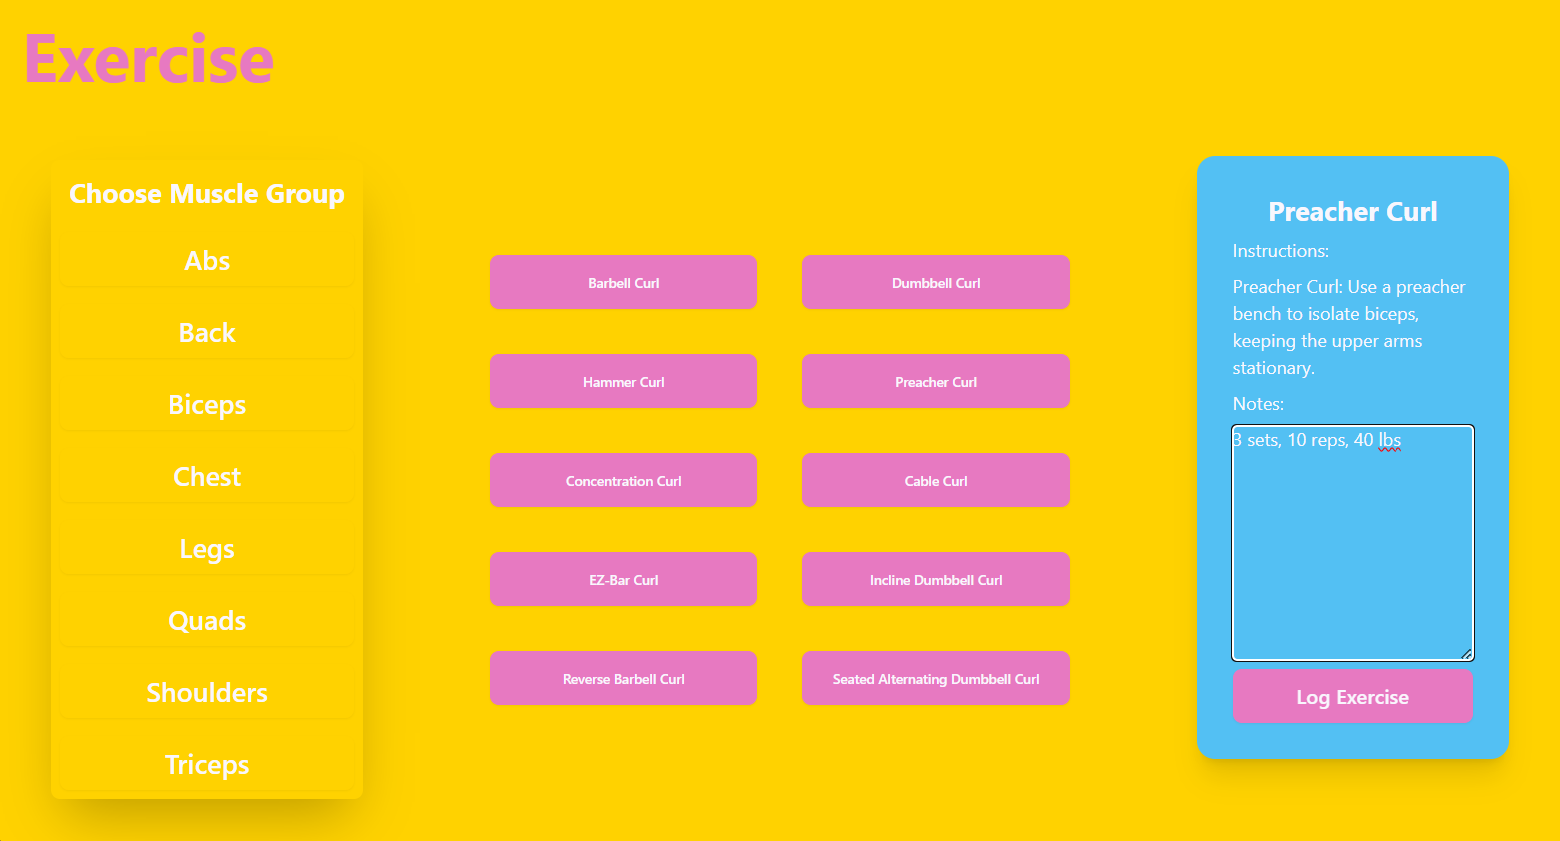 Exercise
Choose Muscle Group
Abs
Back
Biceps
Chest
Legs
Quads
Shoulders
Triceps
Barbell Curl
Dumbbell Curl
Hammer Curl
Preacher Curl
Concentration Curl
Cable Curl
EZ-Bar Curl
Incline Dumbbell Curl
Reverse Barbell Curl
Seated Alternating Dumbbell Curl
Preacher Curl
Instructions:
Preacher Curl: Use a preacher
bench to isolate biceps,
keeping the upper arms
stationary.
Notes:
3 sets, 10 reps, 40 lbs
Log Exercise